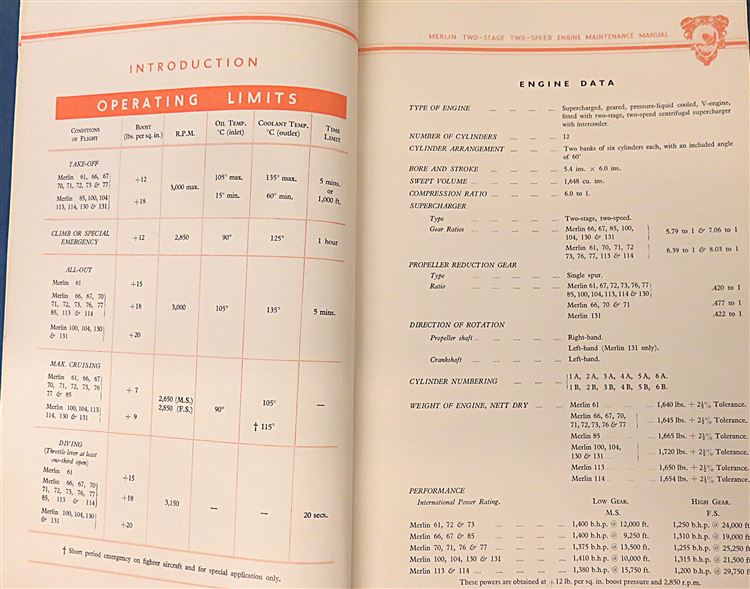 INTRODUCTION
OPERATING LIMITS
CONDITIONS OF FLIGHT
BOOST (lbs. per sq. in.)
R.P.M.
OIL TEMP. °C (inlet)
COOLANT TEMP. °C (outlet)
TIME LIMIT
TAKE-OFF
Merlin 61, 66, 67
70, 71, 72, 73 & 77
+12
Merlin 85, 100, 104
113, 114, 130 & 131
+18
3,000 max.
105° max.
15° min.
135° max.
60° min.
5 mins.
or
1,000 ft.
CLIMB OR SPECIAL EMERGENCY
+12
2,850
90°
125°
1 hour
ALL-OUT
Merlin 61
+15
Merlin 66, 67, 70
71, 72, 73, 76, 77
85, 113 & 114
+18
Merlin 100, 104, 130
& 131
+20
3,000
105°
135°
5 mins.
MAX. CRUISING
Merlin 61, 66, 67
70, 71, 72, 73, 76
77 & 85
+ 7
Merlin 100, 104, 113
114, 130 & 131
+ 9
2,650 (M.S.)
2,850 (F.S.)
90°
105°
† 115°
—
DIVING
(Throttle lever at least
one-third open)
Merlin 61
+15
Merlin 66, 67, 70
71, 72, 73, 76, 77
85, 113 & 114
+18
Merlin 100, 104, 130
& 131
+20
3,150
—
—
20 secs.
† Short period emergency on fighter aircraft and for special application only.
MERLIN TWO-STAGE TWO-SPEED ENGINE MAINTENANCE MANUAL
ENGINE DATA
TYPE OF ENGINE ... Supercharged, geared, pressure-liquid cooled, V-engine,
fitted with two-stage, two-speed centrifugal supercharger
with intercooler.
NUMBER OF CYLINDERS ... 12
CYLINDER ARRANGEMENT ... Two banks of six cylinders each, with an included angle
of 60°
BORE AND STROKE ... 5.4 ins. × 6.0 ins.
SWEPT VOLUME ... 1,648 cu. ins.
COMPRESSION RATIO ... 6.0 to 1.
SUPERCHARGER
Type ... Two-stage, two-speed.
Gear Ratios ... Merlin 66, 67, 85, 100,
104, 130 & 131
5.79 to 1 & 7.06 to 1
Merlin 61, 70, 71, 72
73, 76, 77, 113 & 114
6.39 to 1 & 8.03 to 1
PROPELLER REDUCTION GEAR
Type ... Single spur.
Ratio ... Merlin 61, 67, 72, 73, 76, 77
85, 100, 104, 113, 114 & 130
.420 to 1
Merlin 66, 70 & 71 .477 to 1
Merlin 131 .422 to 1
DIRECTION OF ROTATION
Propeller shaft ... Right-hand.
Left-hand (Merlin 131 only).
Crankshaft ... Left-hand.
CYLINDER NUMBERING ... 1 A, 2 A, 3 A, 4 A, 5 A, 6 A.
1 B, 2 B, 3 B, 4 B, 5 B, 6 B.
WEIGHT OF ENGINE, NETT DRY ... Merlin 61 ... 1,640 lbs. + 2½% Tolerance.
Merlin 66, 67, 70,
71, 72, 73, 76 & 77
1,645 lbs. + 2½% Tolerance.
Merlin 85 ... 1,665 lbs. + 2½% Tolerance.
Merlin 100, 104,
130 & 131
1,720 lbs. + 2½% Tolerance.
Merlin 113 ... 1,650 lbs. + 2½% Tolerance.
Merlin 114 ... 1,654 lbs. + 2½% Tolerance.
PERFORMANCE
International Power Rating. LOW GEAR. HIGH GEAR.
M.S. F.S.
Merlin 61, 72 & 73 ... 1,400 b.h.p. @ 12,000 ft. 1,250 b.h.p. @ 24,000 ft
Merlin 66, 67 & 85 ... 1,400 b.h.p. @ 9,250 ft. 1,310 b.h.p. @ 19,000 ft
Merlin 70, 71, 76 & 77 ... 1,375 b.h.p. @ 13,500 ft. 1,255 b.h.p. @ 25,250 ft
Merlin 100, 104, 130 & 131 ... 1,410 b.h.p. @ 10,000 ft. 1,315 b.h.p. @ 21,500 ft
Merlin 113 & 114 ... 1,380 b.h.p. @ 15,750 ft. 1,200 b.h.p. @ 29,750 ft
These powers are obtained at +12 lb. per sq. in. boost pressure and 2,850 r.p.m.